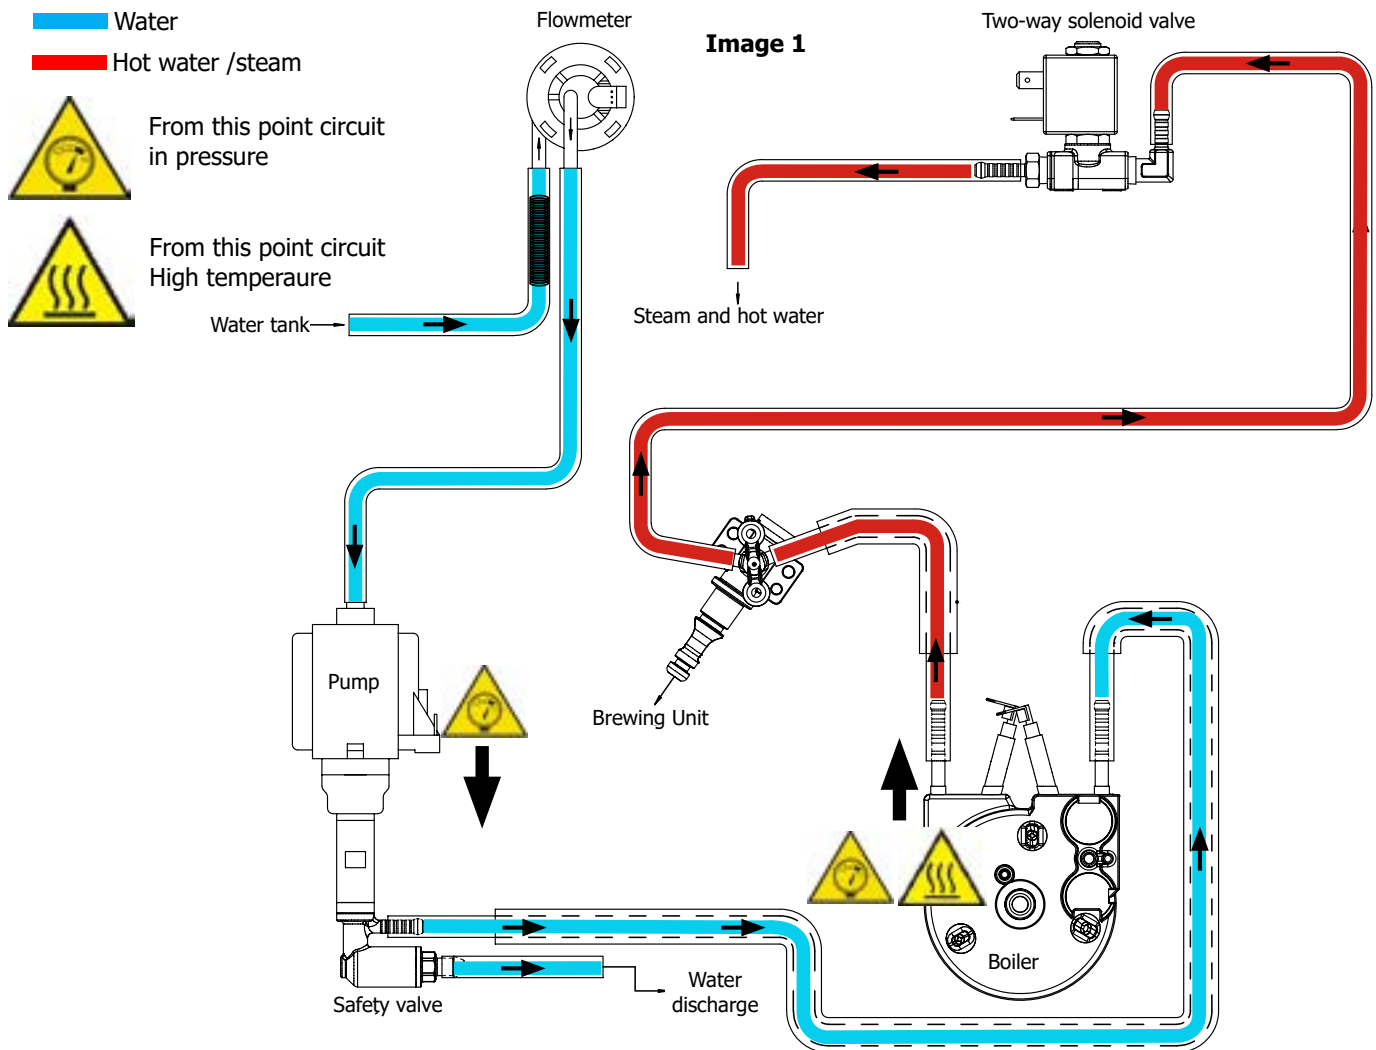 Water
Hot water /steam
From this point circuit
in pressure
From this point circuit
High temperaure
Flowmeter
Image 1
Two-way solenoid valve
Water tank
Steam and hot water
Pump
Brewing Unit
Boiler
Safety valve
Water
discharge